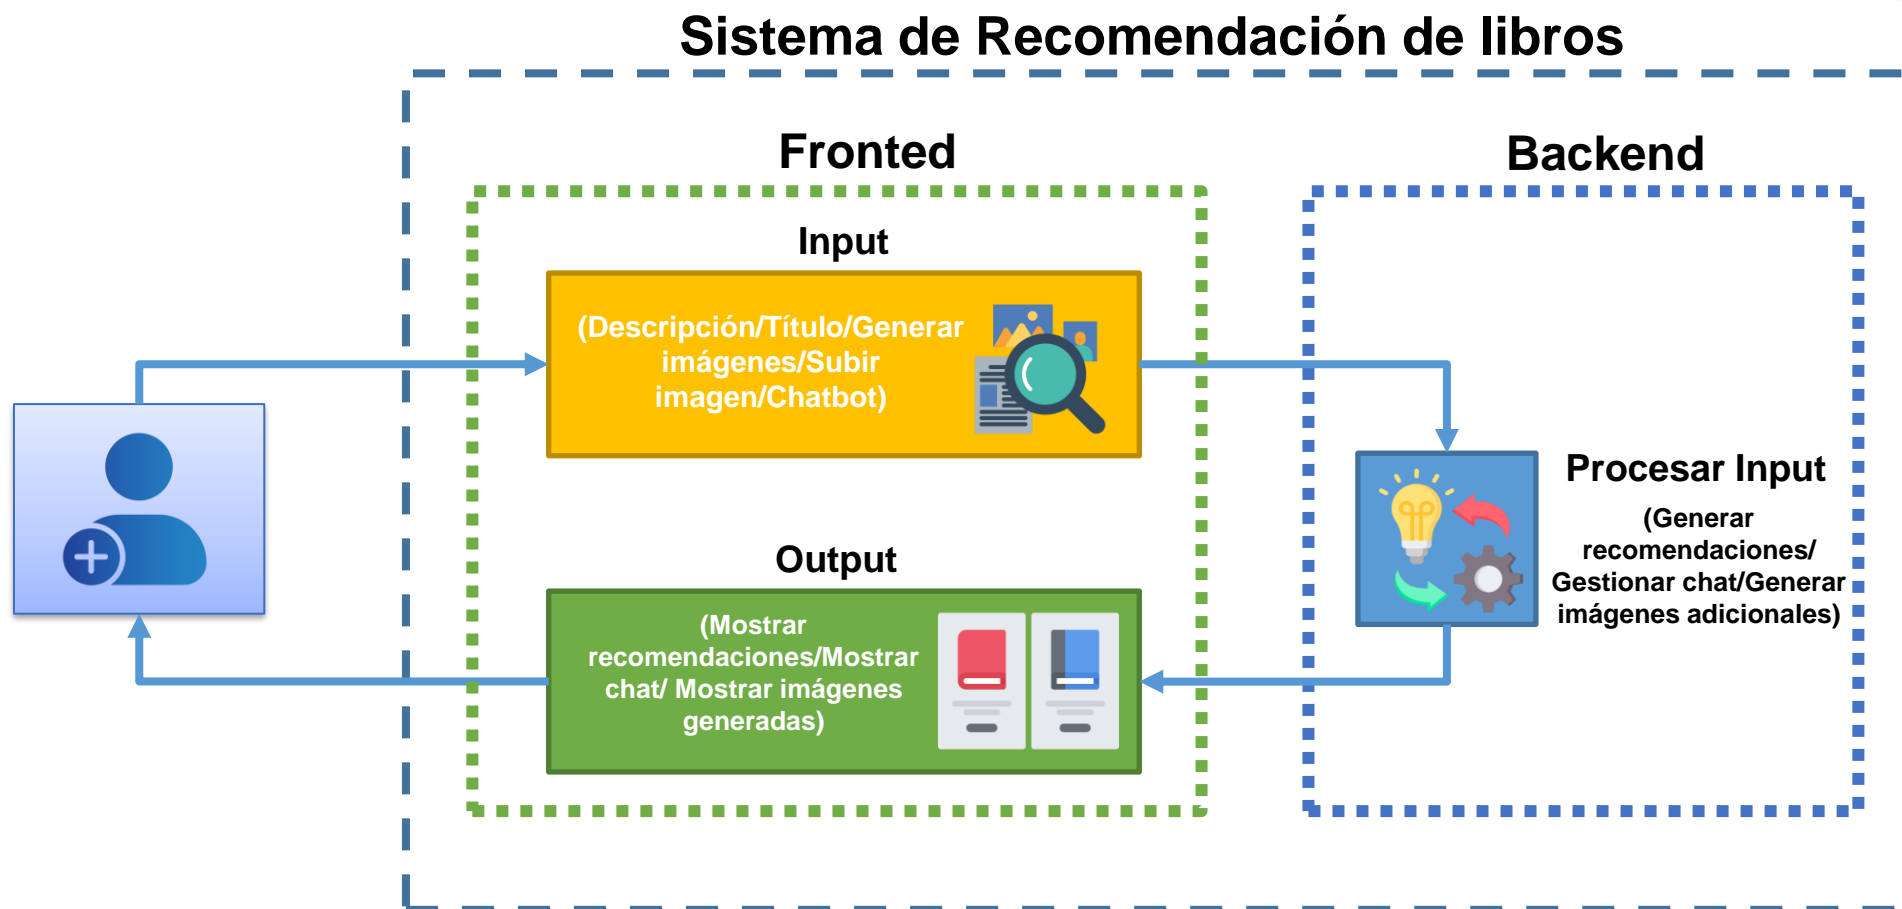 Sistema de Recomendación de libros
Fronted
Backend
Input
(Descripción/Título/Generar
imágenes/Subir
imagen/Chatbot)
Procesar Input
(Generar
recomendaciones/
Gestionar chat/Generar
imágenes adicionales)
Output
(Mostrar
recomendaciones/Mostrar
chat/ Mostrar imágenes
generadas)